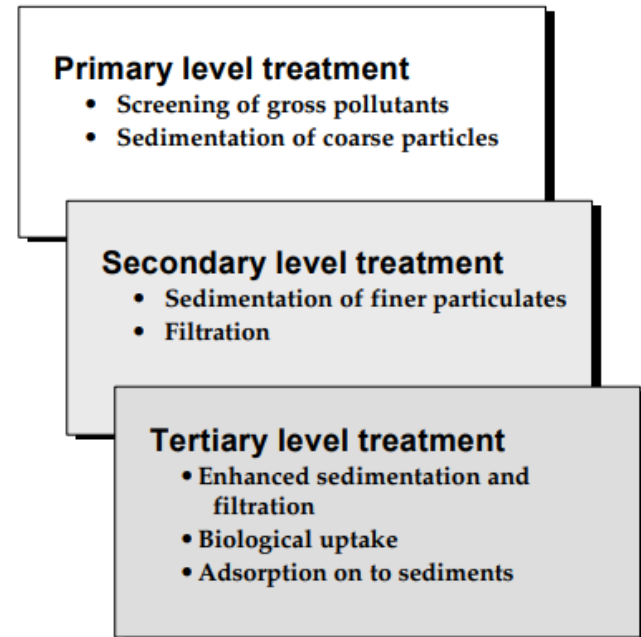 Primary level treatment
• Screening of gross pollutants
• Sedimentation of coarse particles
Secondary level treatment
• Sedimentation of finer particulates
• Filtration
Tertiary level treatment
• Enhanced sedimentation and
filtration
• Biological uptake
• Adsorption on to sediments